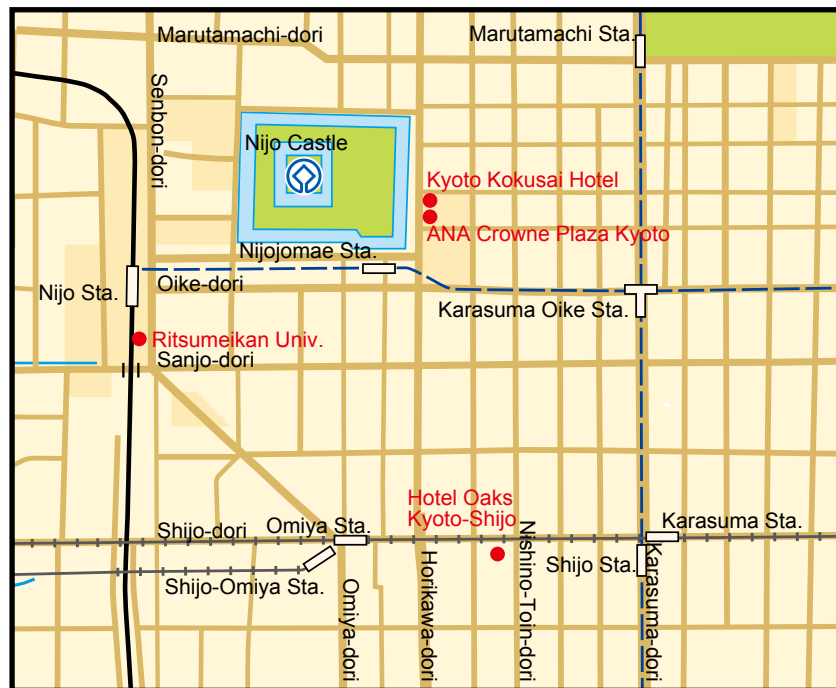 Marutamachi-dori
Marutamachi Sta.
Senbon-dori
Nijo Castle
Kyoto Kokusai Hotel
ANA Crowne Plaza Kyoto
Nijojomae Sta.
Nijo Sta.
Oike-dori
Karasuma Oike Sta.
Ritsumeikan Univ.
Sanjo-dori
Hotel Oaks
Kyoto-Shijo
Shijo-dori
Omiya Sta.
Karasuma Sta.
Shijo Sta.
Shijo-Omiya Sta.
Omiya-dori
Horikawa-dori
Nishino-Toin-dori
Karasuma-dori